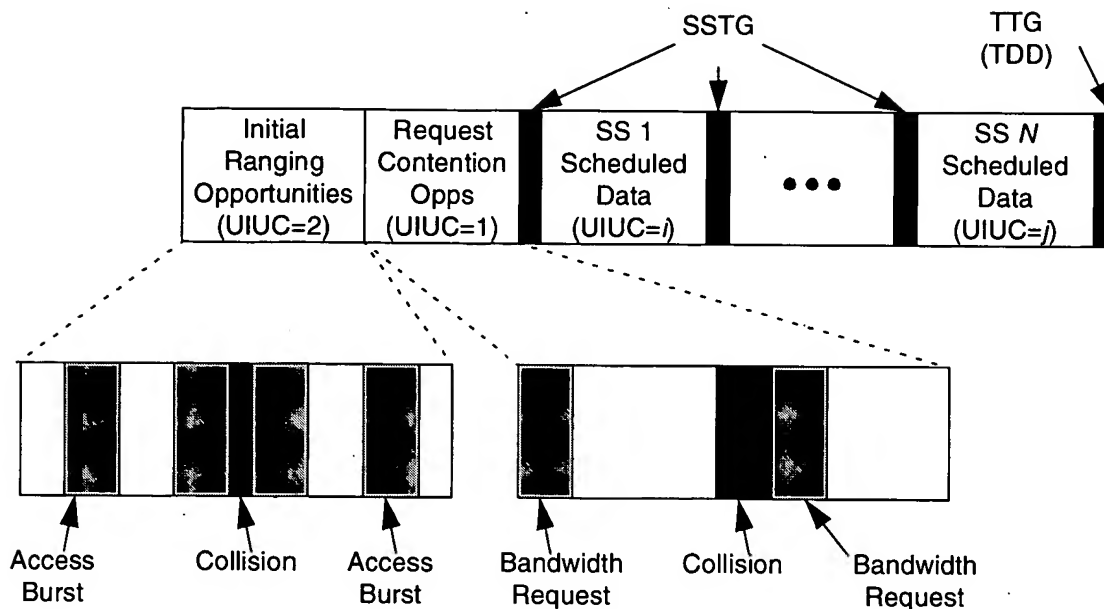 SSTG
TTG
(TDD)
Initial
Ranging
Opportunities
(UIUC=2)
Request
Contention
Opps
(UIUC=1)
SS 1
Scheduled
Data
(UIUC=i)
•••
SS N
Scheduled
Data
(UIUC=j)
Access
Burst
Collision
Access
Burst
Bandwidth
Request
Collision
Bandwidth
Request